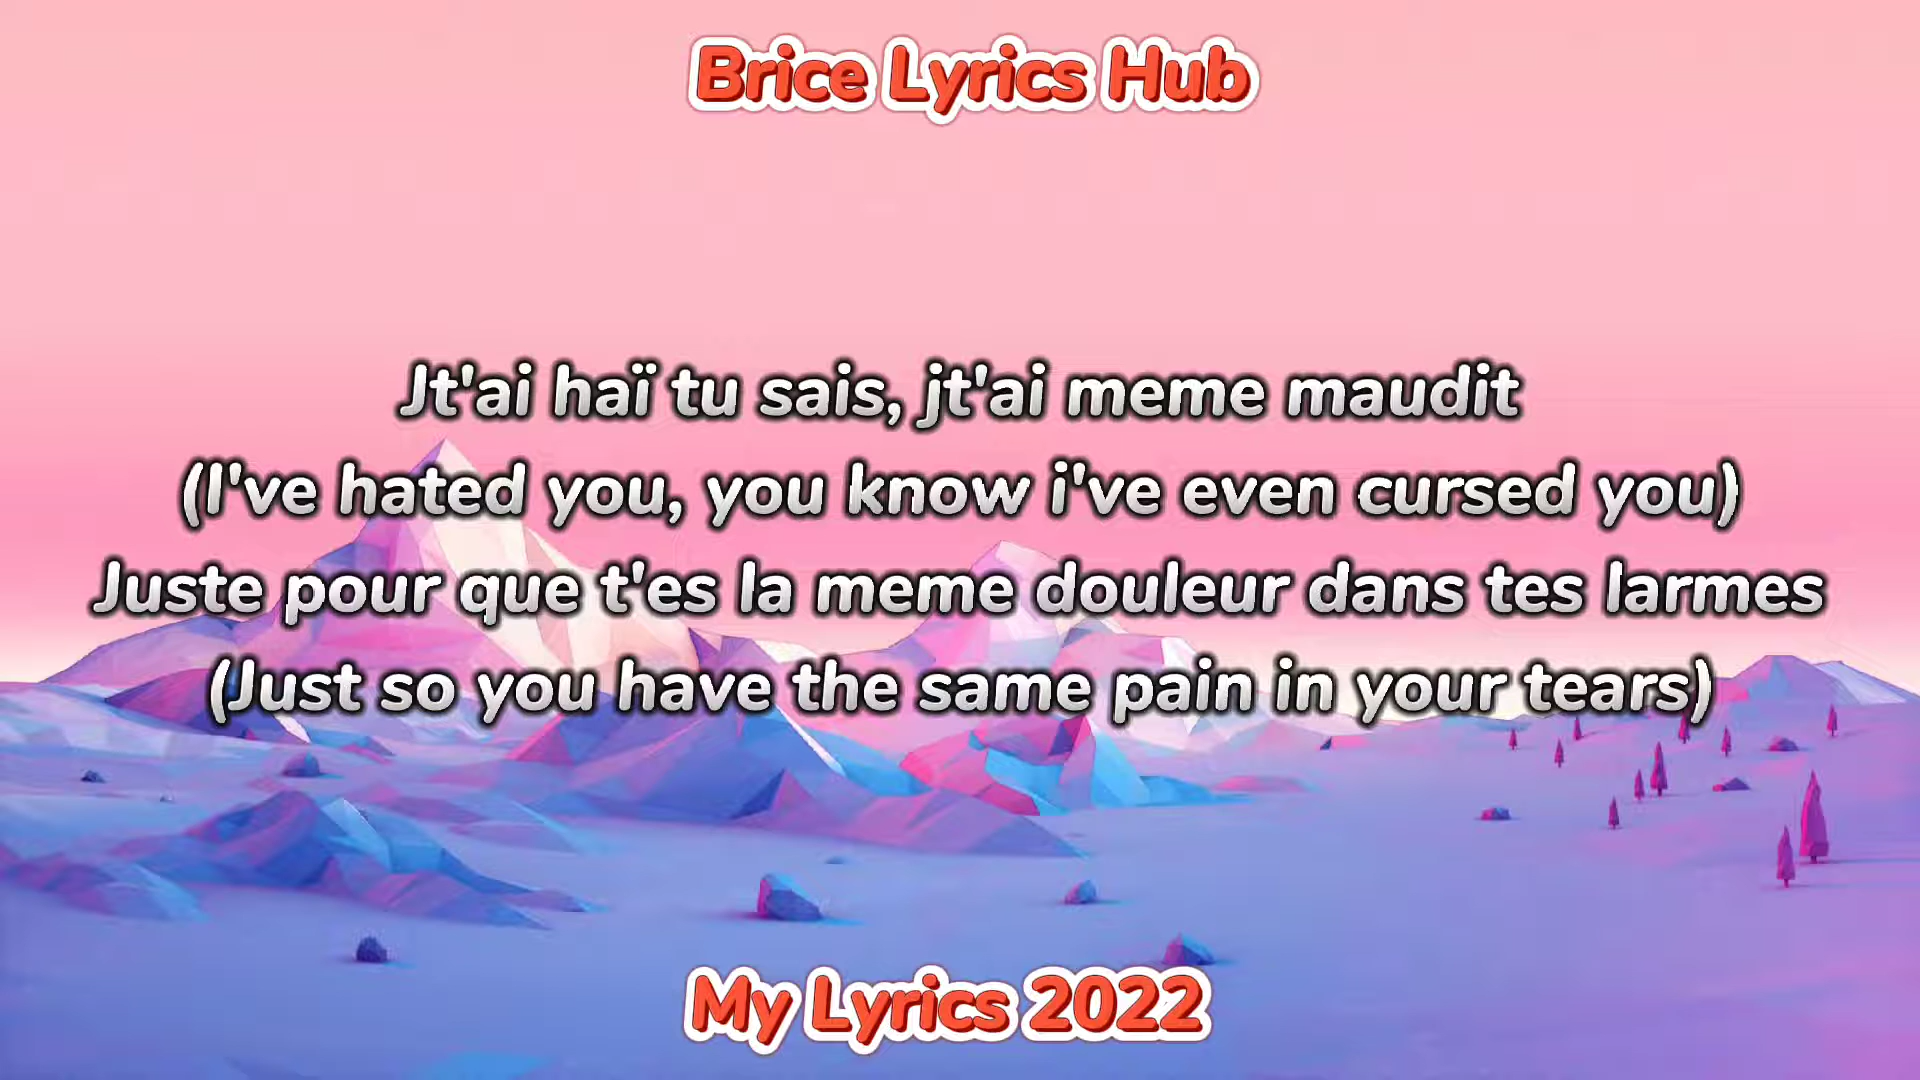 Brice Lyrics Hub
Jt'ai haï tu sais, jt'ai meme maudit
(I've hated you, you know i've even cursed you)
Juste pour que t'es la meme douleur dans tes larmes
(Just so you have the same pain in your tears)
My Lyrics 2022